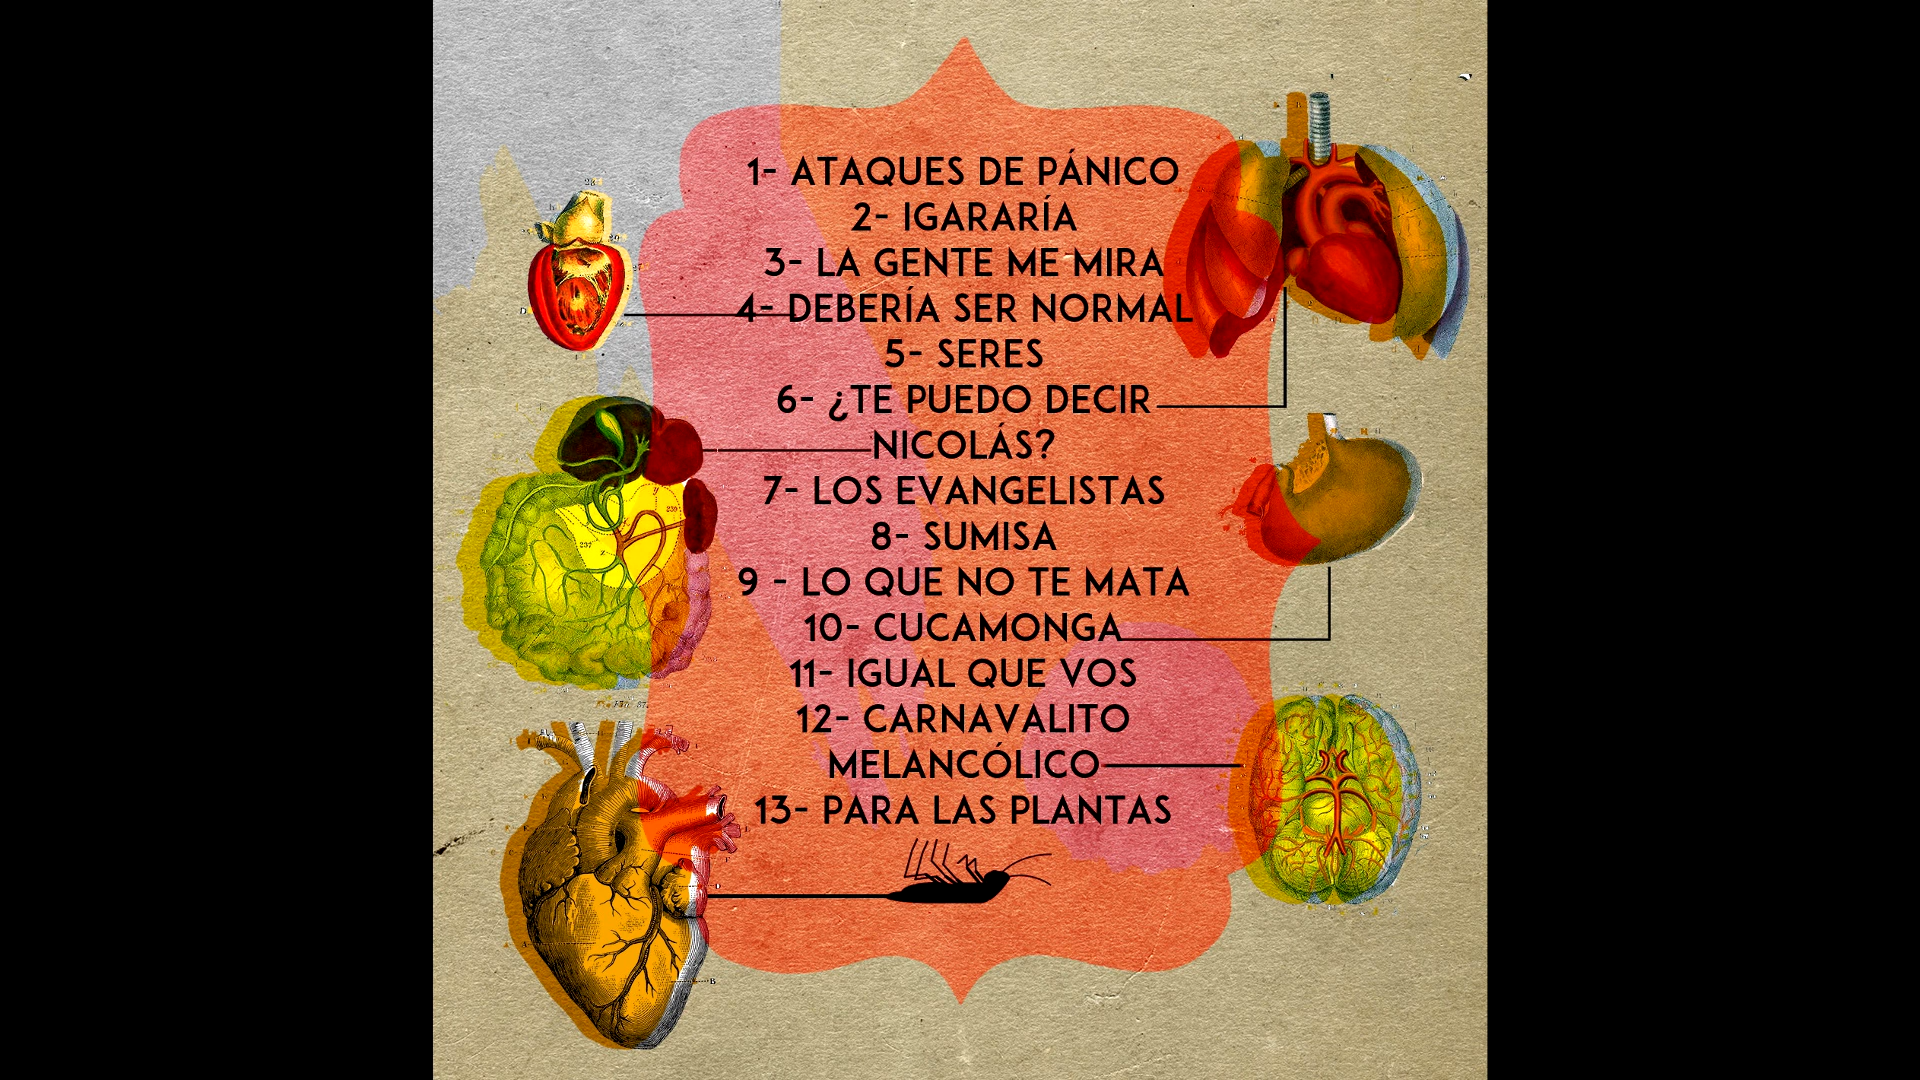 1- ATAQUES DE PÁNICO
2- IGARARÍA
3- LA GENTE ME MIRA
4- DEBERÍA SER NORMAL
5- SERES
6- ¿TE PUEDO DECIR
NICOLÁS?
7- LOS EVANGELISTAS
8- SUMISA
9 - LO QUE NO TE MATA
10- CUCAMONGA
11- IGUAL QUE VOS
12- CARNAVALITO
MELANCÓLICO
13- PARA LAS PLANTAS